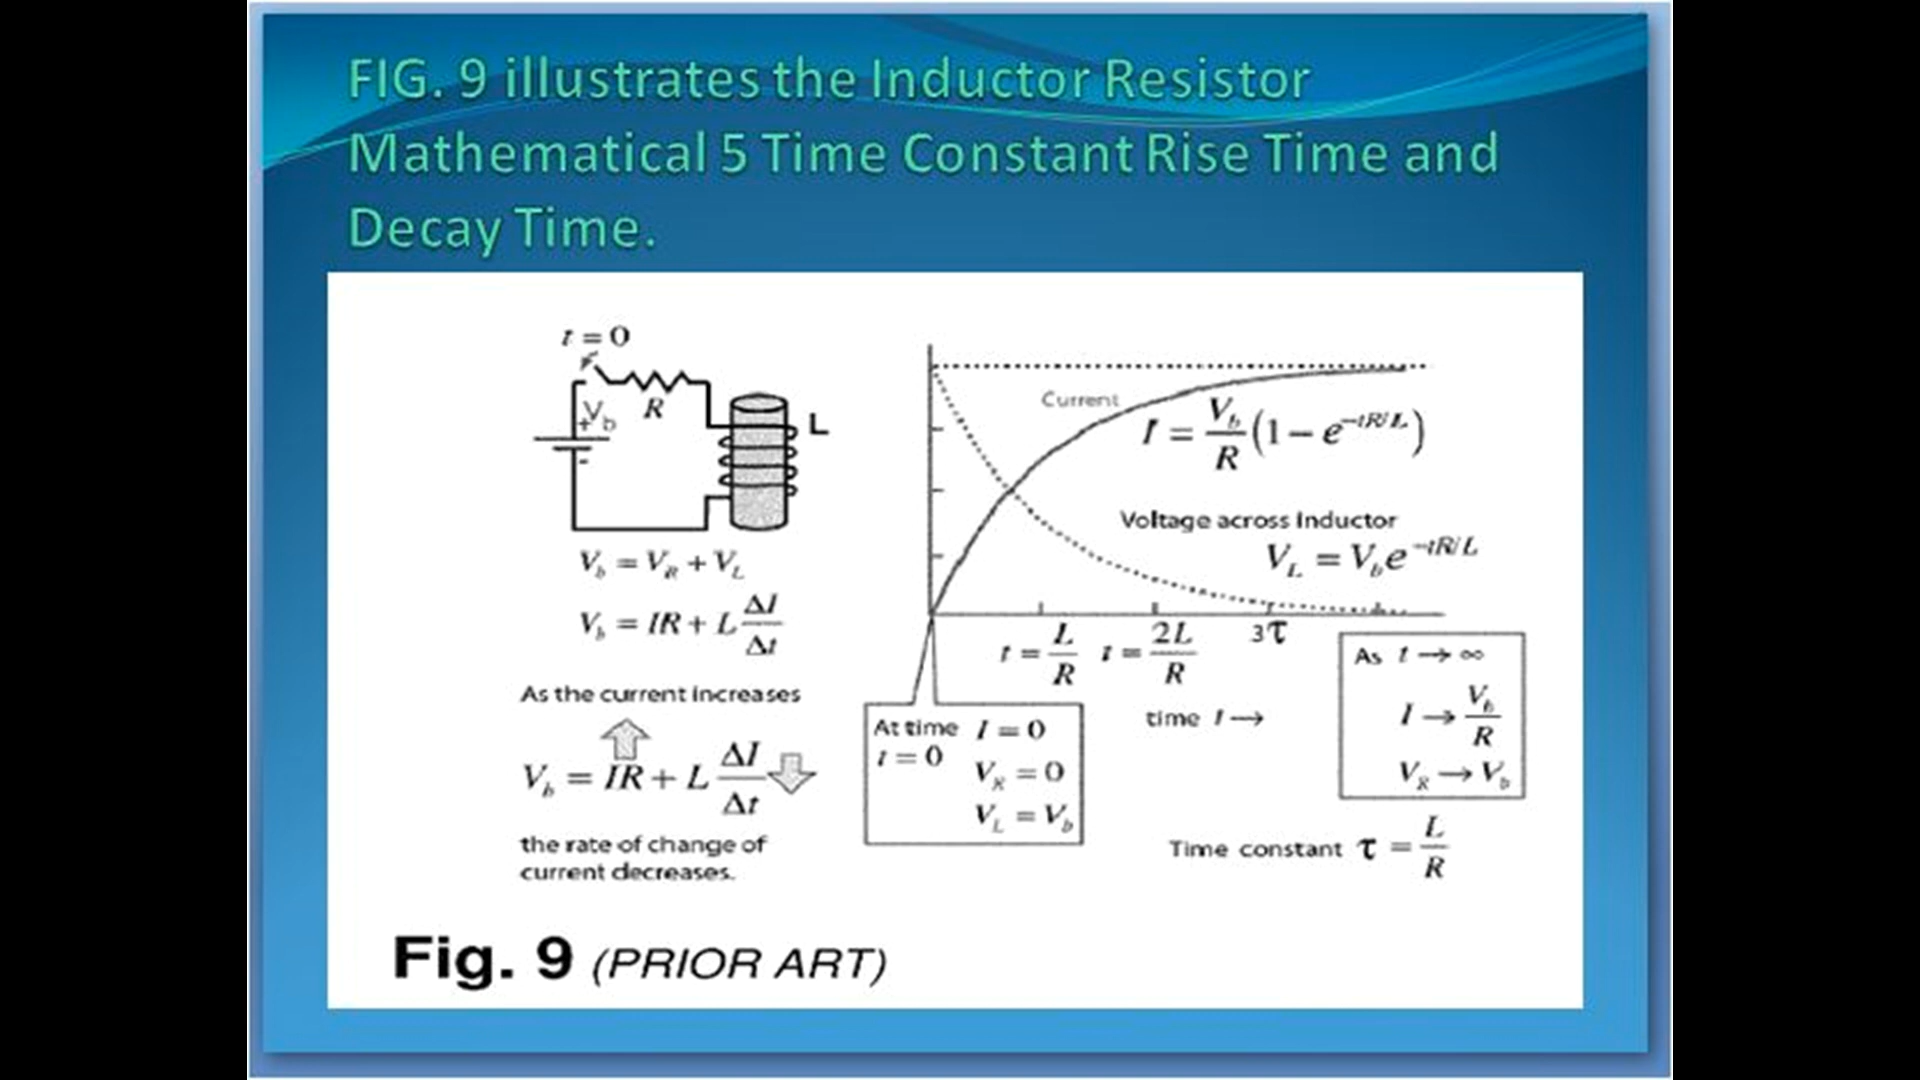 FIG. 9 illustrates the Inductor Resistor
Mathematical 5 Time Constant Rise Time and
Decay Time.
t = 0
R
V_b
+
-
L
V_b = V_R + V_L
V_b = IR + L ΔI/Δt
As the current increases
V_b = IR + L ΔI/Δt
the rate of change of
current decreases.
Current
I = V_b/R (1 − e^−tR/L)
Voltage across inductor
V_L = V_b e^−tR/L
t = L/R t = 2L/R 3τ
time t →
At time I = 0
t = 0
V_R = 0
V_L = V_b
As t → ∞
I → V_b/R
V_R → V_b
Time constant τ = L/R
Fig. 9 (PRIOR ART)